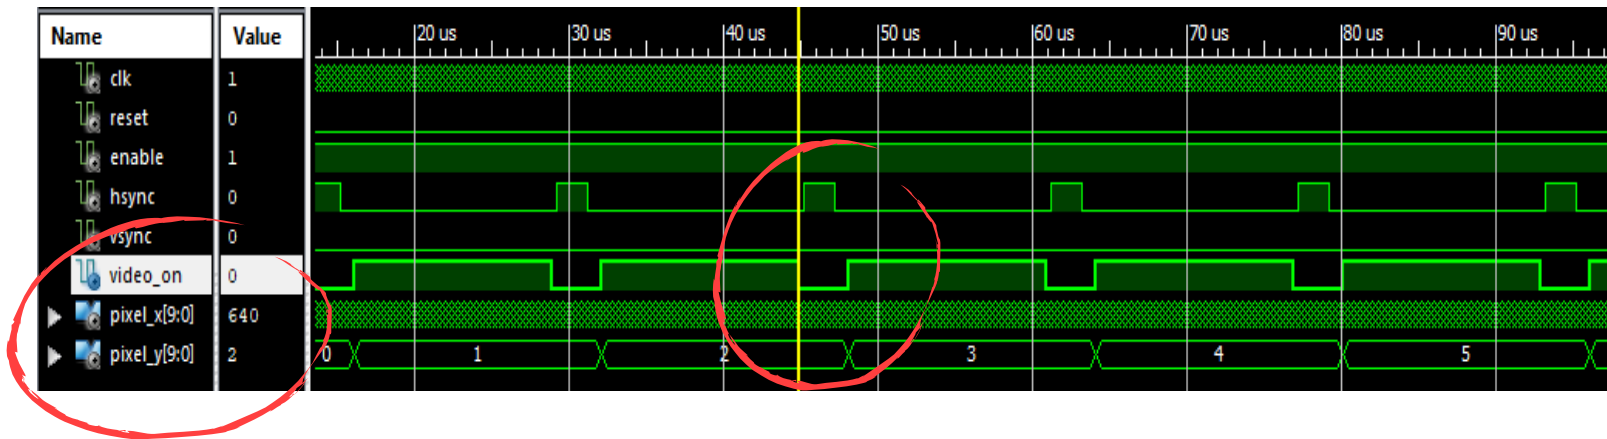 Name Value 20 us 30 us 40 us 50 us 60 us 70 us 80 us 90 us
clk 1
reset 0
enable 1
hsync 0
vsync 0
video_on 0
pixel_x[9:0] 640
pixel_y[9:0] 2 0 1 2 3 4 5